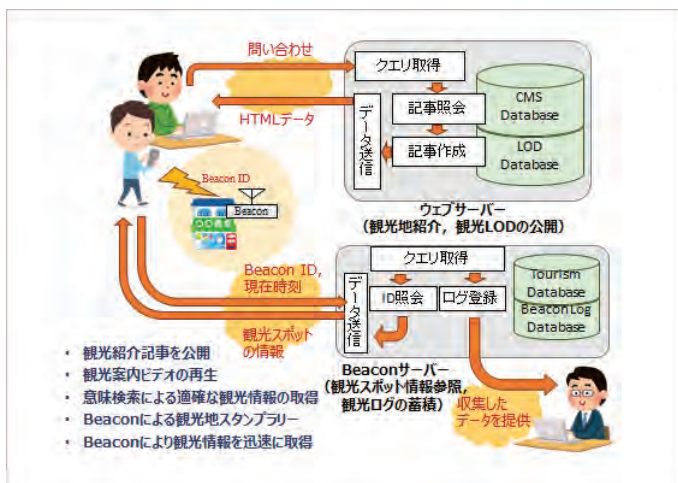 問い合わせ
HTMLデータ
クエリ取得
記事照会
記事作成
データ送信
CMS
Database
LOD
Database
ウェブサーバー
（観光地紹介，観光LODの公開）
Beacon ID
Beacon
Beacon ID,
現在時刻
観光スポット
の情報
クエリ取得
ID照会
ログ登録
データ送信
Tourism
Database
BeaconLog
Database
Beaconサーバー
（観光スポット情報参照，
観光ログの蓄積）
収集した
データを提供
・ 観光紹介記事を公開
・ 観光案内ビデオの再生
・ 意味検索による適確な観光情報の取得
・ Beaconによる観光地スタンプラリー
・ Beaconにより観光情報を迅速に取得